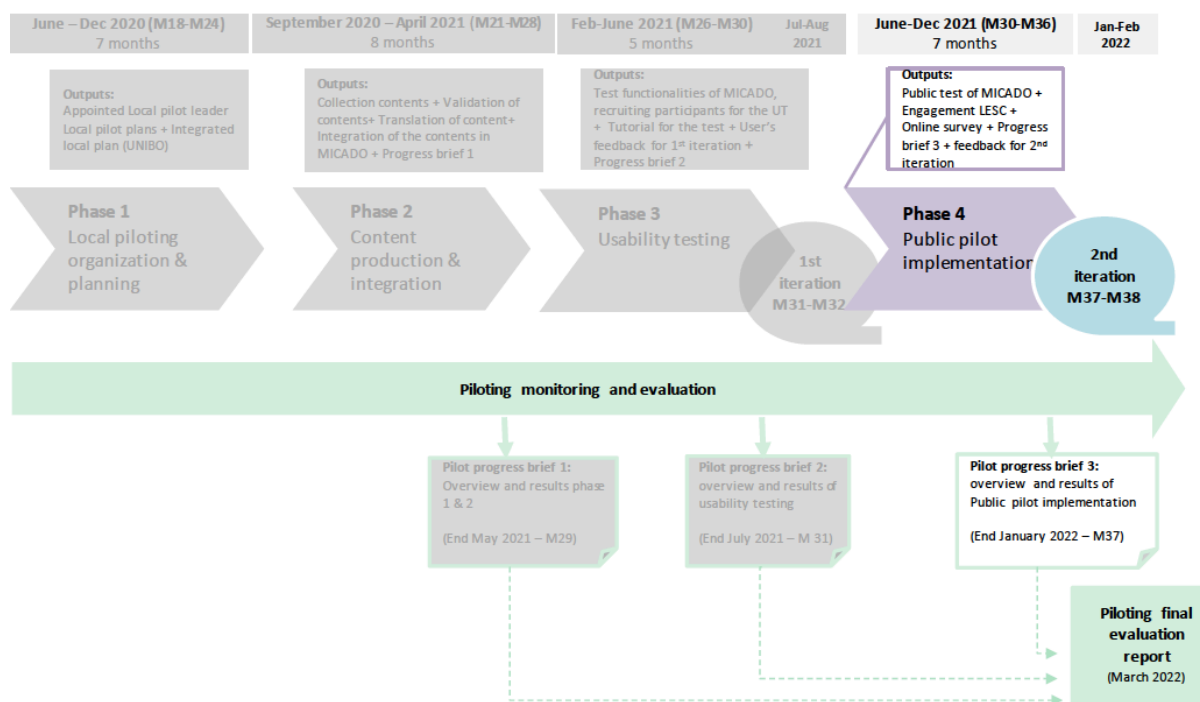 June – Dec 2020 (M18-M24)
7 months
September 2020 – April 2021 (M21-M28)
8 months
Feb-June 2021 (M26-M30)
5 months
Jul-Aug
2021
June-Dec 2021 (M30-M36)
7 months
Jan-Feb
2022
Outputs:
Appointed Local pilot leader
Local pilot plans + Integrated
local plan (UNIBO)
Outputs:
Collection contents + Validation of
contents+ Translation of content+
Integration of the contents in
MICADO + Progress brief 1
Outputs:
Test functionalities of MICADO,
recruiting participants for the UT
+ Tutorial for the test + User's
feedback for 1st iteration +
Progress brief 2
Outputs:
Public test of MICADO +
Engagement LESC +
Online survey + Progress
brief 3 + feedback for 2nd
iteration
Phase 1
Local piloting
organization &
planning
Phase 2
Content
production &
integration
Phase 3
Usability testing
1st
iteration
M31-M32
Phase 4
Public pilot
implementation
2nd
iteration
M37-M38
Piloting monitoring and evaluation
Pilot progress brief 1:
Overview and results phase
1 & 2
(End May 2021 – M29)
Pilot progress brief 2:
overview and results of
usability testing
(End July 2021 – M 31)
Pilot progress brief 3:
overview and results of
Public pilot implementation
(End January 2022 – M37)
Piloting final
evaluation
report
(March 2022)